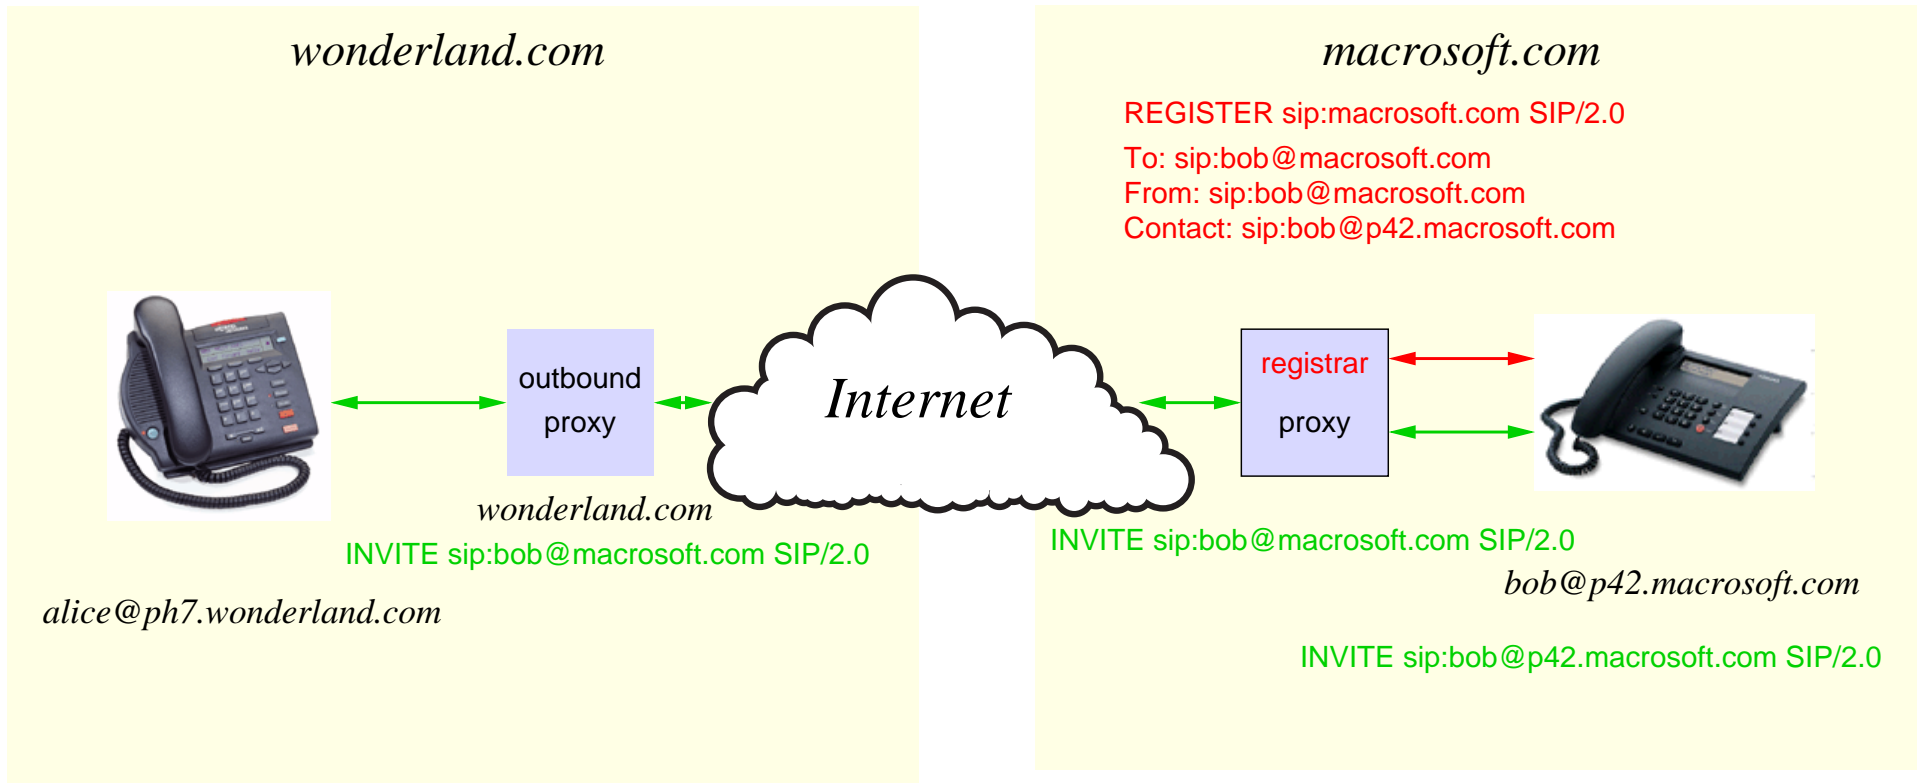 wonderland.com
macrosoft.com
REGISTER sip:macrosoft.com SIP/2.0
To: sip:bob@macrosoft.com
From: sip:bob@macrosoft.com
Contact: sip:bob@p42.macrosoft.com
outbound
proxy
Internet
registrar
proxy
wonderland.com
INVITE sip:bob@macrosoft.com SIP/2.0
INVITE sip:bob@macrosoft.com SIP/2.0
bob@p42.macrosoft.com
alice@ph7.wonderland.com
INVITE sip:bob@p42.macrosoft.com SIP/2.0